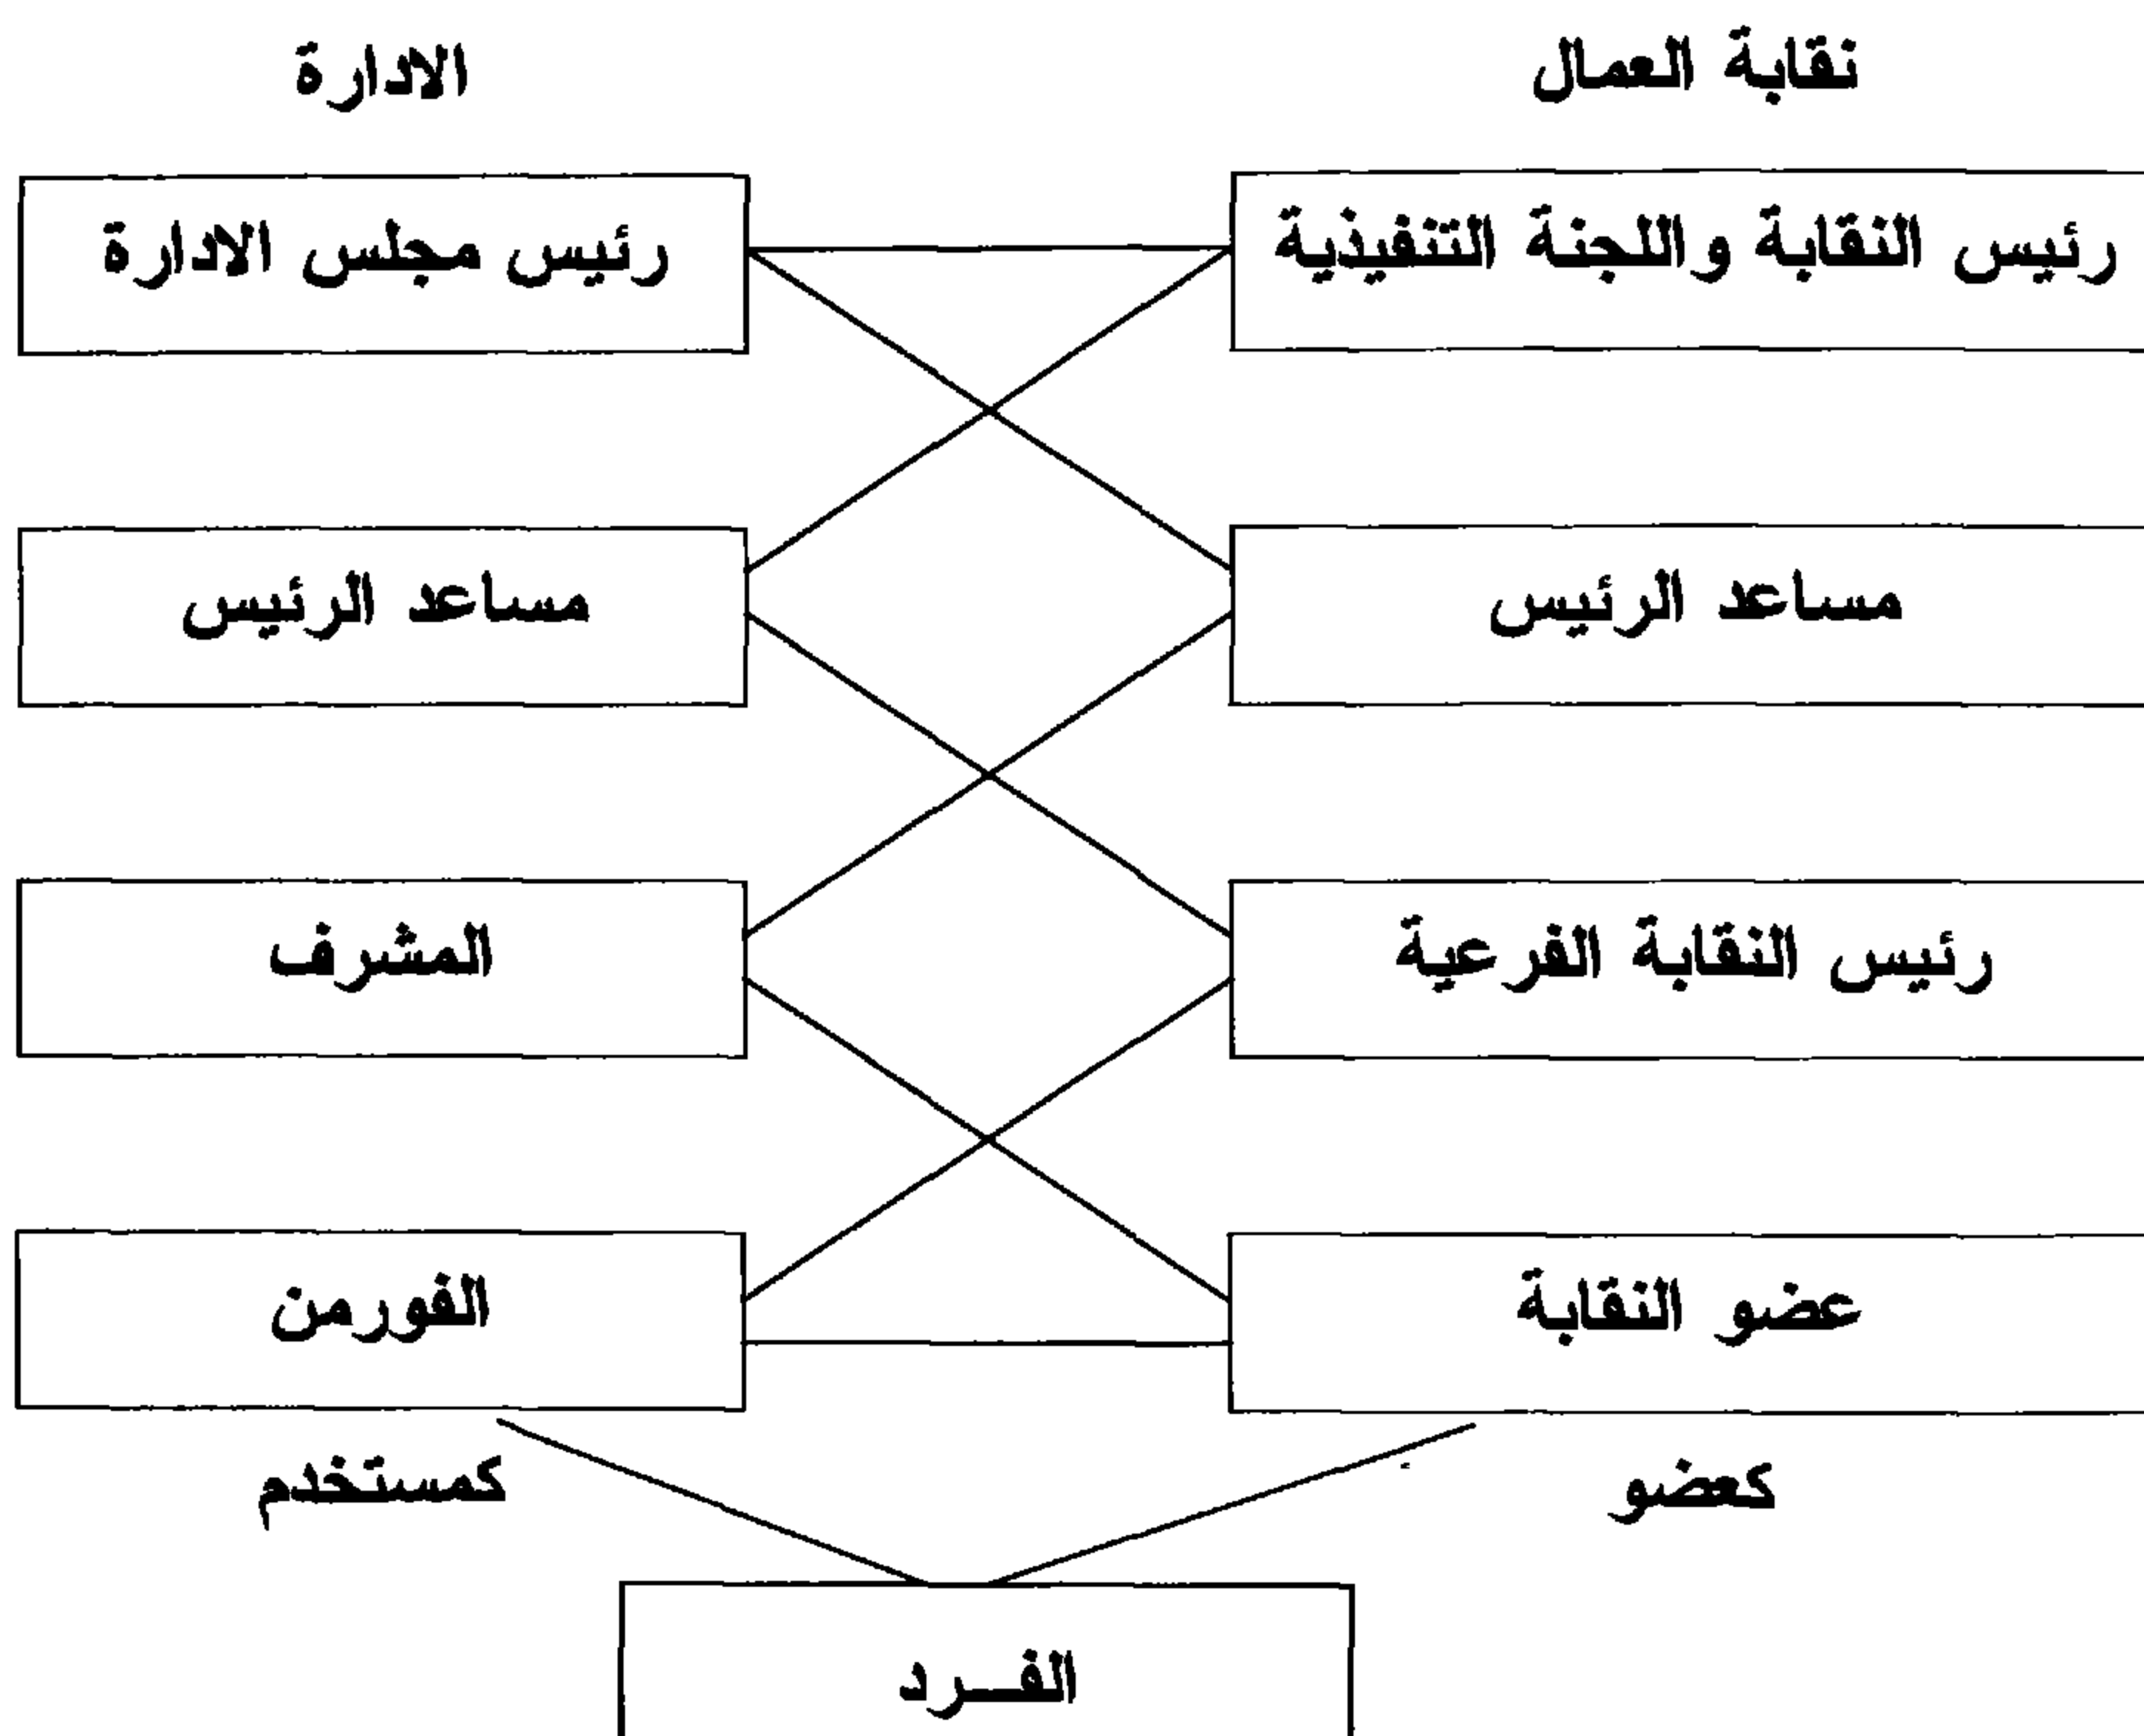 نقابة العمال
الادارة
رئيس النقابة واللجنة التنفيذية
رئيس مجلس الادارة
مساعد الرئيس
مساعد الرئيس
رئيس النقابة الفرعية
المشرف
عضو النقابة
الفورمن
كعضو
كمستخدم
الفـــرد